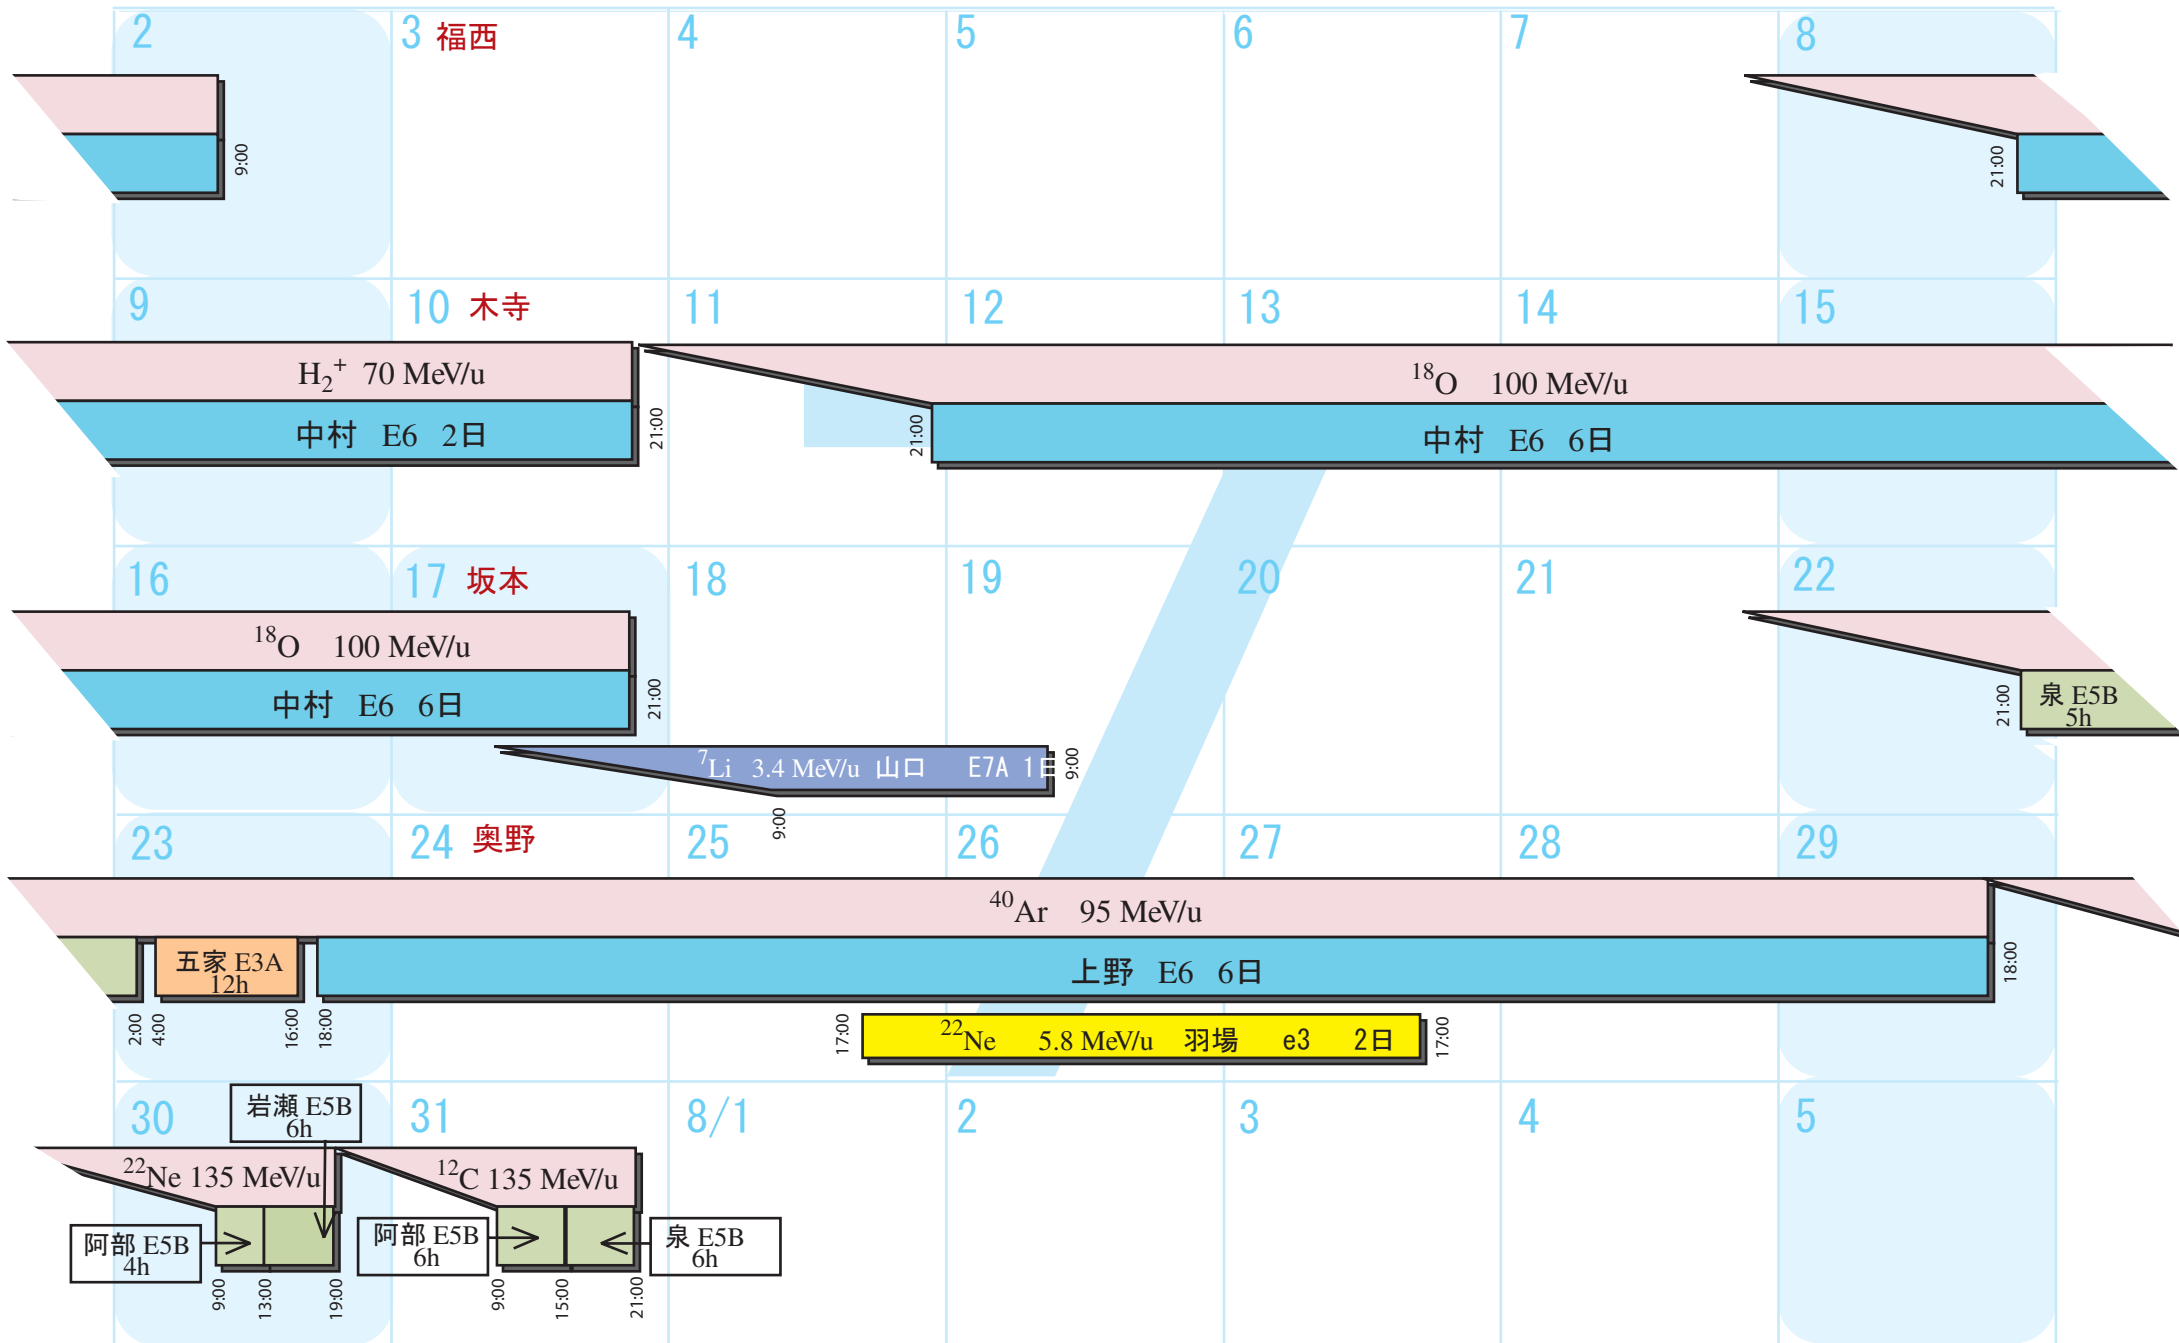 2
3 福西
4
5
6
7
8
9:00
21:00
9
10 木寺
11
12
13
14
15
H₂⁺ 70 MeV/u
中村 E6 2日
21:00
21:00
¹⁸O 100 MeV/u
中村 E6 6日
16
17 坂本
18
19
20
21
22
¹⁸O 100 MeV/u
中村 E6 6日
21:00
⁷Li 3.4 MeV/u 山口 E7A 1日
9:00
9:00
21:00
泉 E5B
5h
23
24 奥野
25
26
27
28
29
⁴⁰Ar 95 MeV/u
五家 E3A
12h
上野 E6 6日
18:00
2:00
4:00
16:00
18:00
17:00
²²Ne 5.8 MeV/u 羽場 e3 2日
17:00
30
31
8/1
2
3
4
5
岩瀬 E5B
6h
²²Ne 135 MeV/u
¹²C 135 MeV/u
阿部 E5B
4h
阿部 E5B
6h
泉 E5B
6h
9:00
13:00
19:00
9:00
15:00
21:00